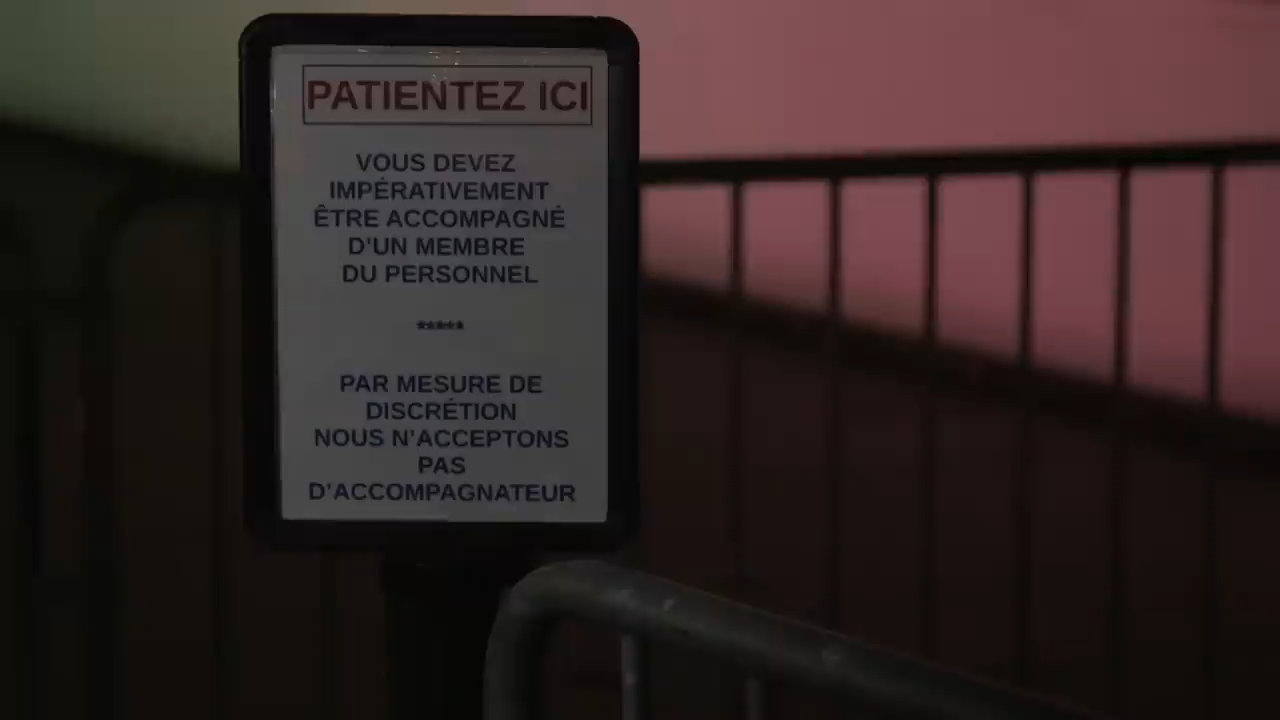 PATIENTEZ ICI
VOUS DEVEZ
IMPÉRATIVEMENT
ÊTRE ACCOMPAGNÉ
D'UN MEMBRE
DU PERSONNEL
*****
PAR MESURE DE
DISCRÉTION
NOUS N'ACCEPTONS
PAS
D'ACCOMPAGNATEUR